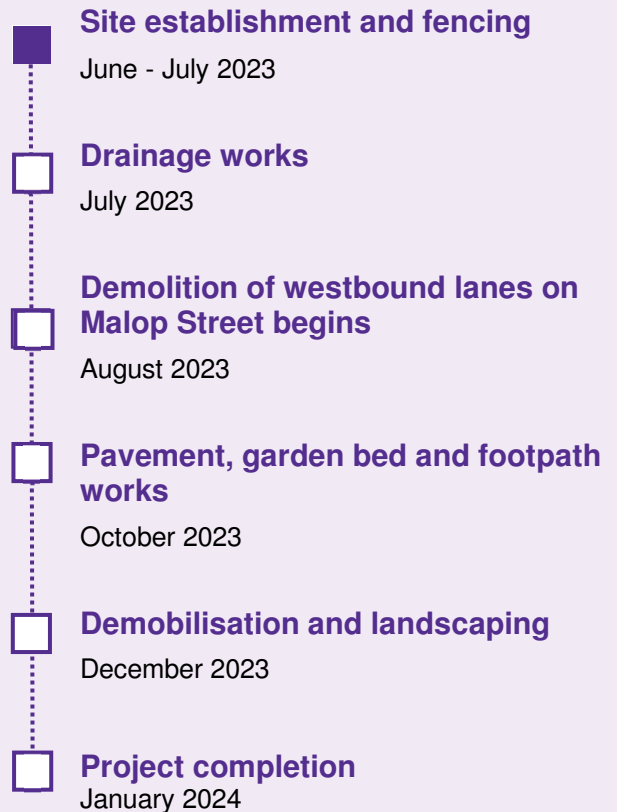 Site establishment and fencing
June - July 2023
Drainage works
July 2023
Demolition of westbound lanes on
Malop Street begins
August 2023
Pavement, garden bed and footpath
works
October 2023
Demobilisation and landscaping
December 2023
Project completion
January 2024